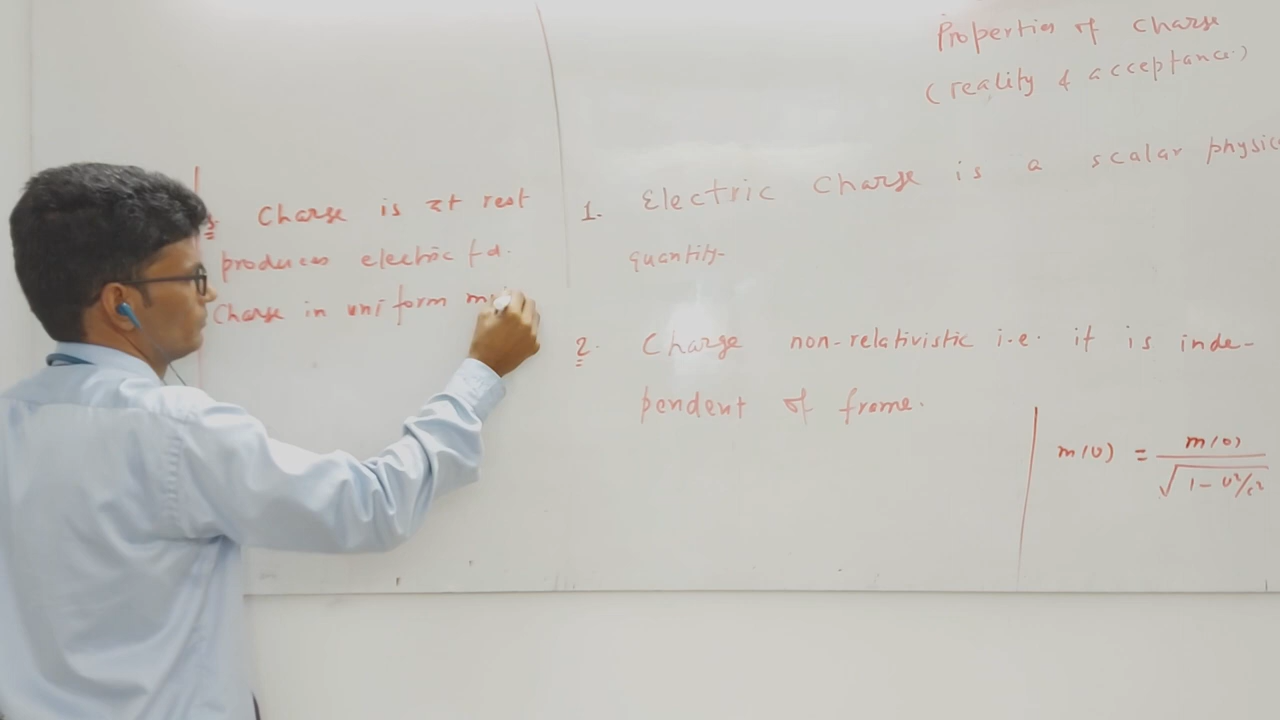 Properties of charge
(reality & acceptance)
1. Electric Charge is a scalar physic
quantity.
2. Charge non-relativistic i.e. it is inde-
pendent of frame.
m(v) = m(0) / √1 - v²/c²
3. Charge is at rest
produces electric fd.
Charge in uniform